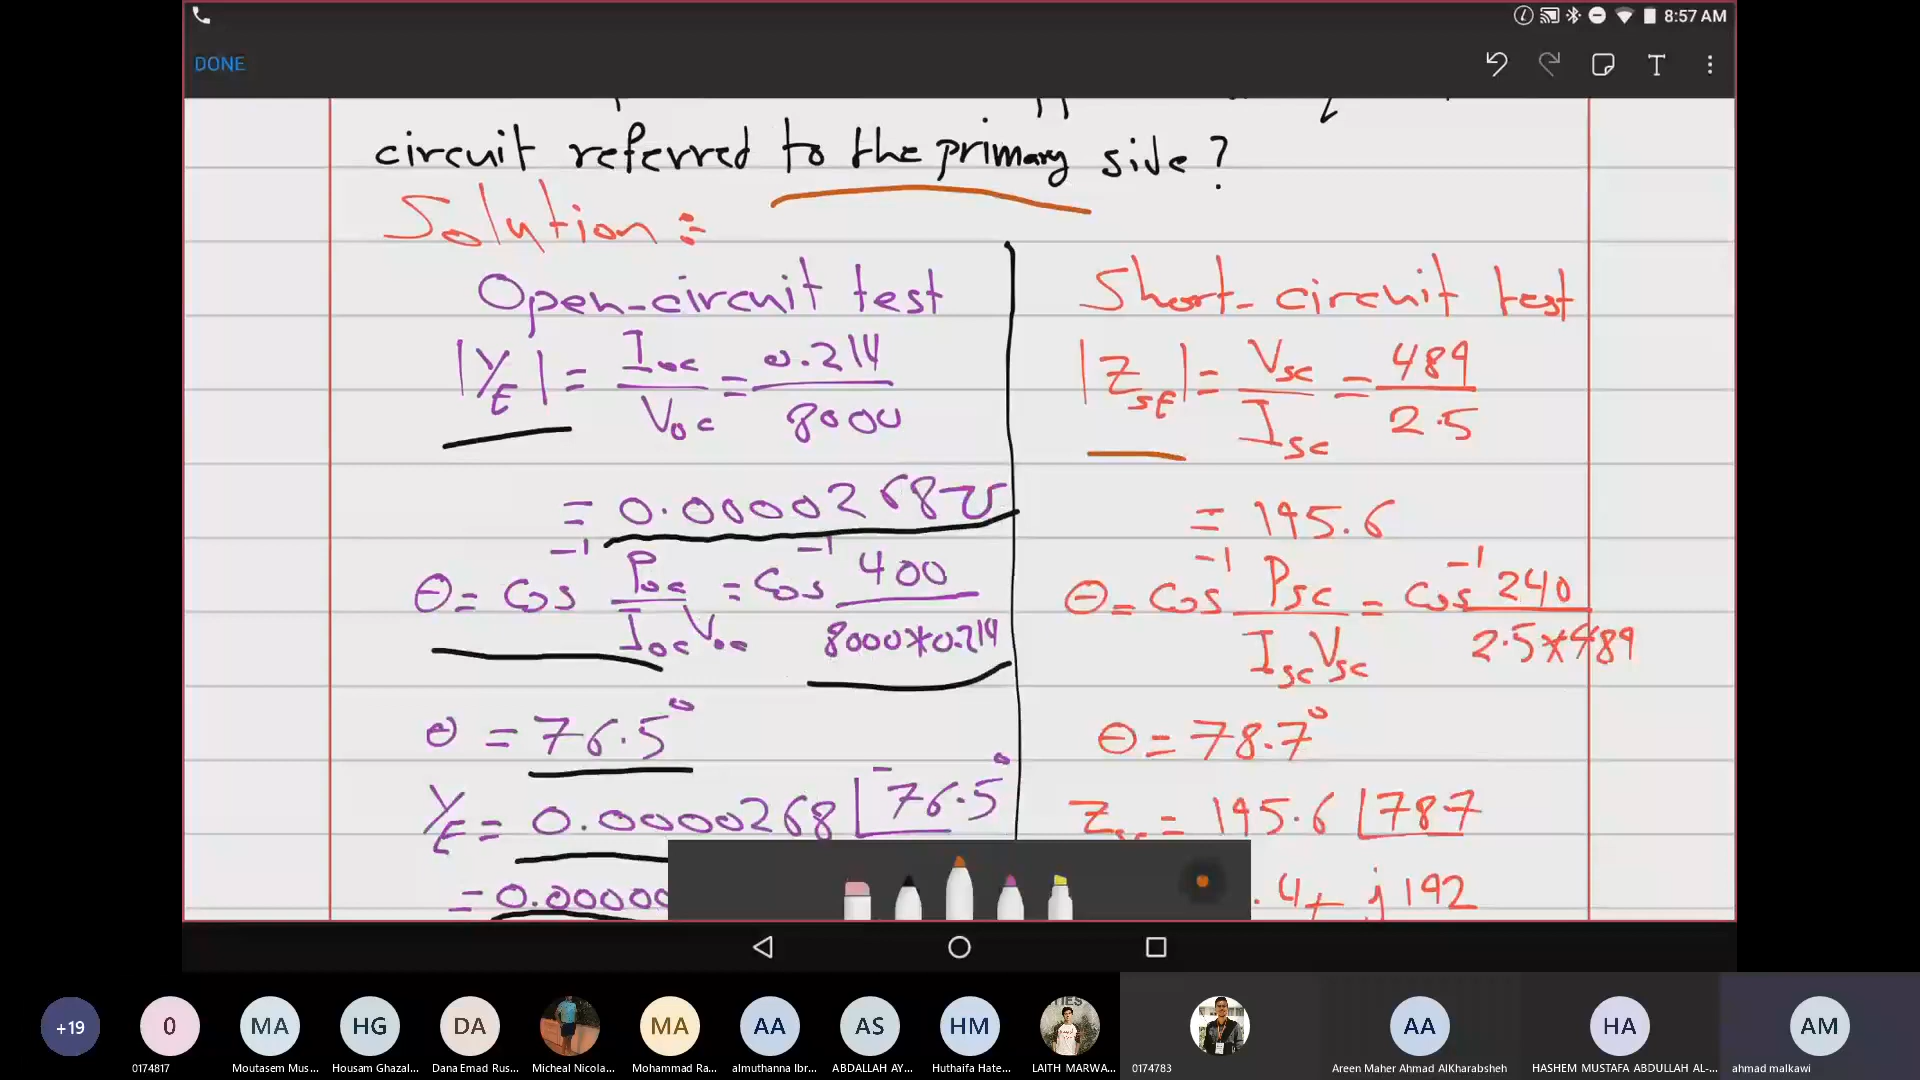 8:57 AM
DONE
circuit referred to the primary side?
Solution =
Open-circuit test
|Y_E| = I_oc / V_oc = 0.214 / 8000
= 0.0000268 ℧
θ = cos⁻¹ P_oc / I_oc V_oc = cos⁻¹ 400 / 8000*0.214
θ = 76.5°
Y_E = 0.0000268 ∠-76.5°
= 0.00000
Short-circuit test
|Z_SE| = V_sc / I_sc = 489 / 2.5
= 195.6
θ = cos⁻¹ P_sc / I_sc V_sc = cos⁻¹ 240 / 2.5*489
θ = 78.7°
= 195.6 ∠78.7
.4 + j 192
+19
0
MA
HG
DA
MA
AA
AS
HM
AA
HA
AM
0174817
Moutasem Mus...
Housam Ghazal...
Dana Emad Rus...
Micheal Nicola...
Mohammad Ra...
almuthanna Ibr...
ABDALLAH AY...
Huthaifa Hate...
LAITH MARWA...
0174783
Areen Maher Ahmad AlKharabsheh
HASHEM MUSTAFA ABDULLAH AL-...
ahmad malkawi